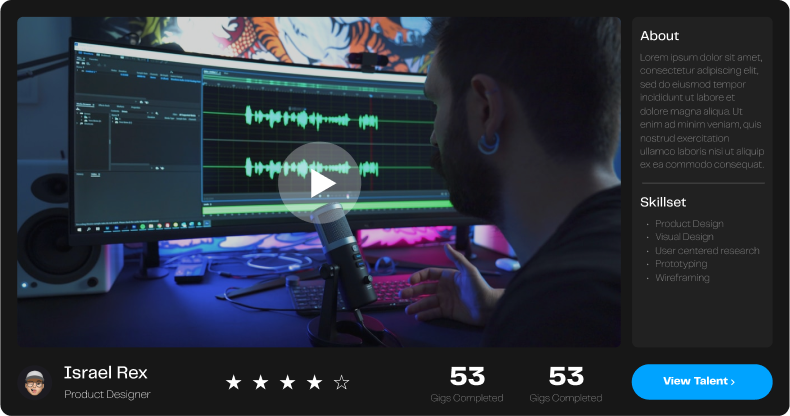 About
Lorem ipsum dolor sit amet,
consectetur adipiscing elit,
sed do eiusmod tempor
incididunt ut labore et
dolore magna aliqua. Ut
enim ad minim veniam, quis
nostrud exercitation
ullamco laboris nisi ut aliquip
ex ea commodo consequat.
Skillset
• Product Design
• Visual Design
• User centered research
• Prototyping
• Wireframing
Israel Rex
Product Designer
53
Gigs Completed
53
Gigs Completed
View Talent ›